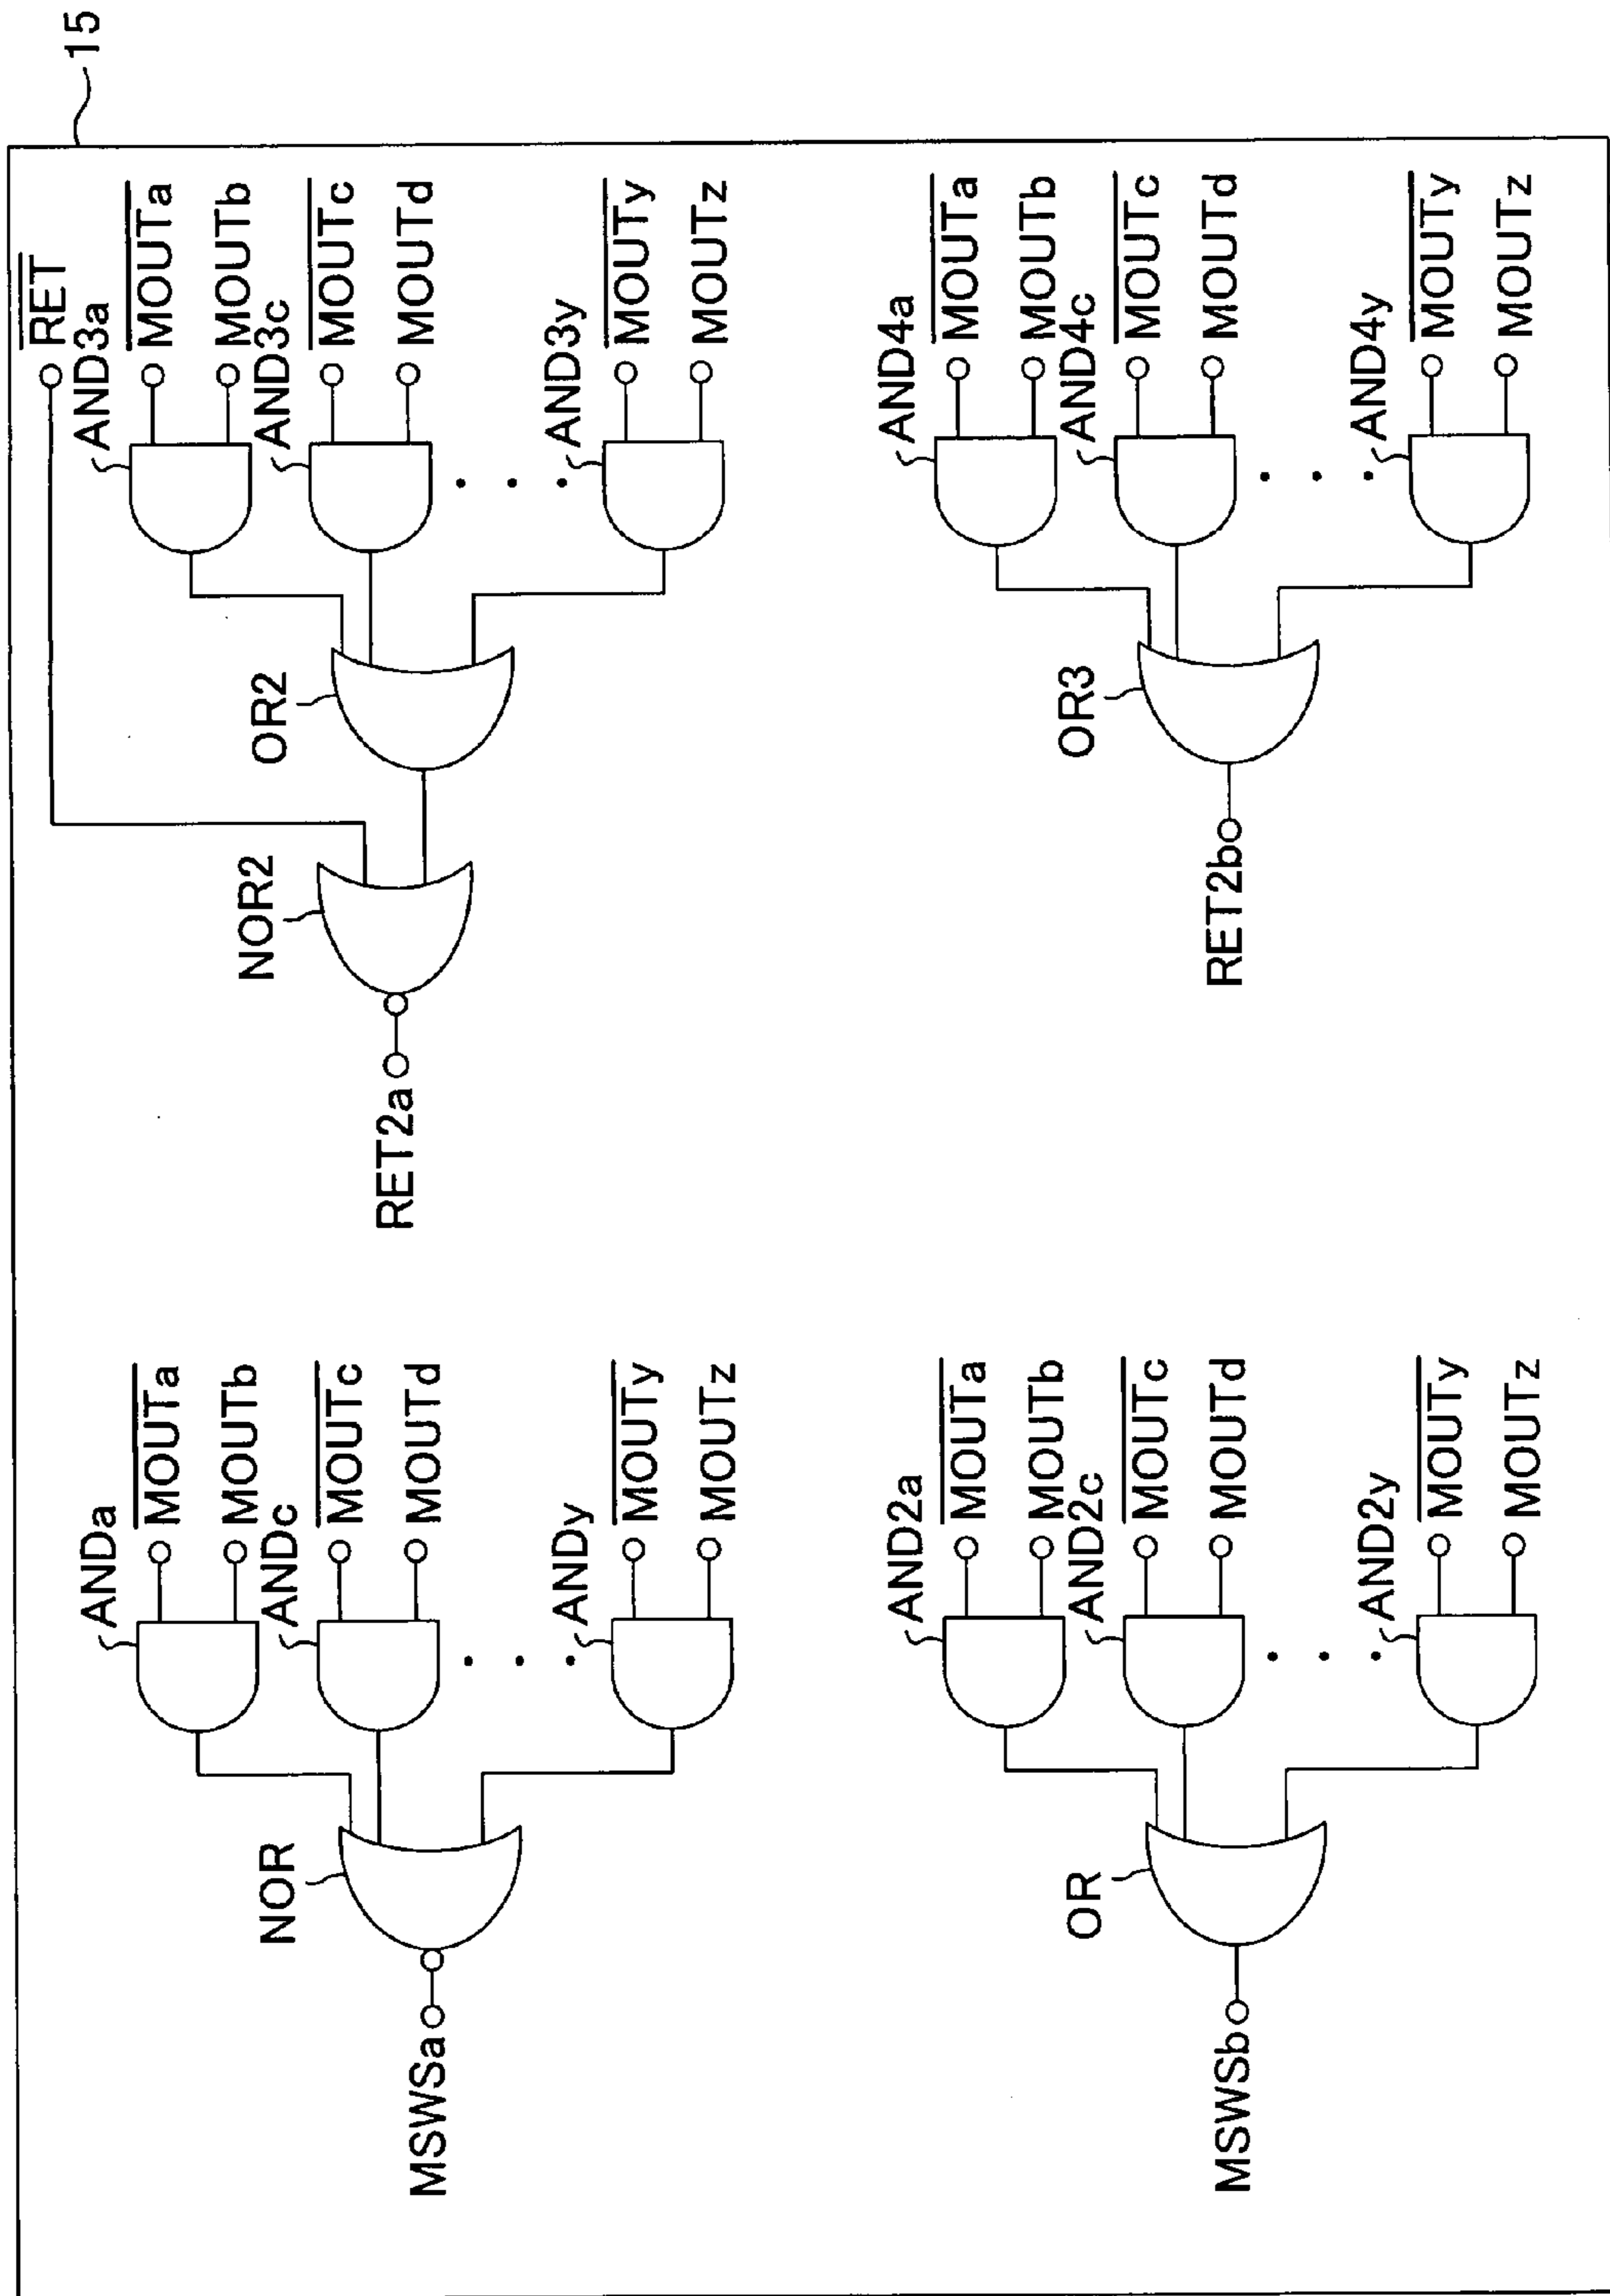 15
RET
AND3a
MOUTa
MOUTb
AND3c
MOUTc
MOUTd
AND3y
MOUTy
MOUTz
OR2
NOR2
RET2a
AND4a
MOUTa
MOUTb
AND4c
MOUTc
MOUTd
AND4y
MOUTy
MOUTz
OR3
RET2b
ANDa
MOUTa
MOUTb
ANDc
MOUTc
MOUTd
ANDy
MOUTy
MOUTz
NOR
MSWSa
AND2a
MOUTa
MOUTb
AND2c
MOUTc
MOUTd
AND2y
MOUTy
MOUTz
OR
MSWSb